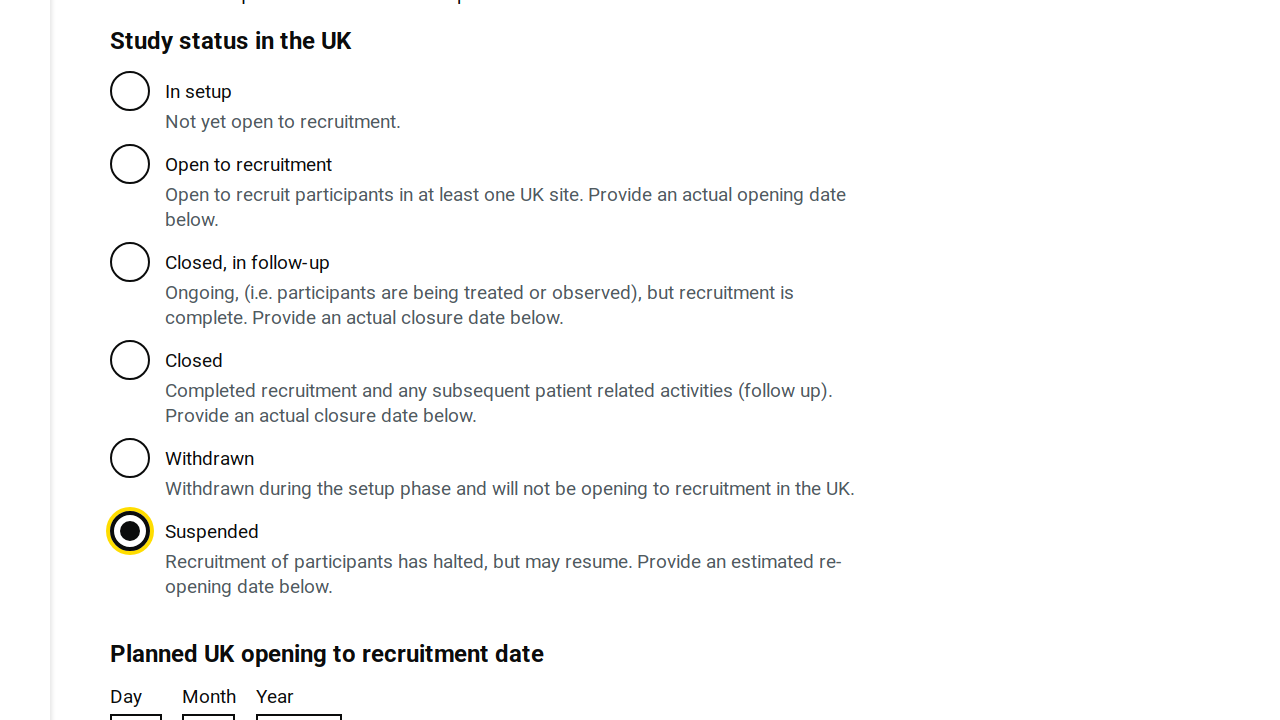 Study status in the UK
In setup
Not yet open to recruitment.
Open to recruitment
Open to recruit participants in at least one UK site. Provide an actual opening date
below.
Closed, in follow-up
Ongoing, (i.e. participants are being treated or observed), but recruitment is
complete. Provide an actual closure date below.
Closed
Completed recruitment and any subsequent patient related activities (follow up).
Provide an actual closure date below.
Withdrawn
Withdrawn during the setup phase and will not be opening to recruitment in the UK.
Suspended
Recruitment of participants has halted, but may resume. Provide an estimated re-
opening date below.
Planned UK opening to recruitment date
Day Month Year